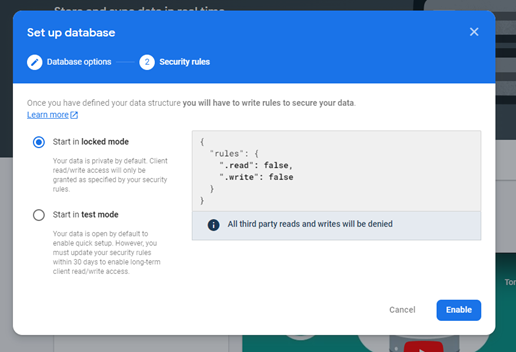 Store and sync data in real time
Set up database
Database options
2 Security rules
Once you have defined your data structure you will have to write rules to secure your data.
Learn more
Start in locked mode
Your data is private by default. Client
read/write access will only be
granted as specified by your security
rules.
Start in test mode
Your data is open by default to
enable quick setup. However, you
must update your security rules
within 30 days to enable long-term
client read/write access.
{
"rules": {
".read": false,
".write": false
}
}
All third party reads and writes will be denied
Cancel
Enable